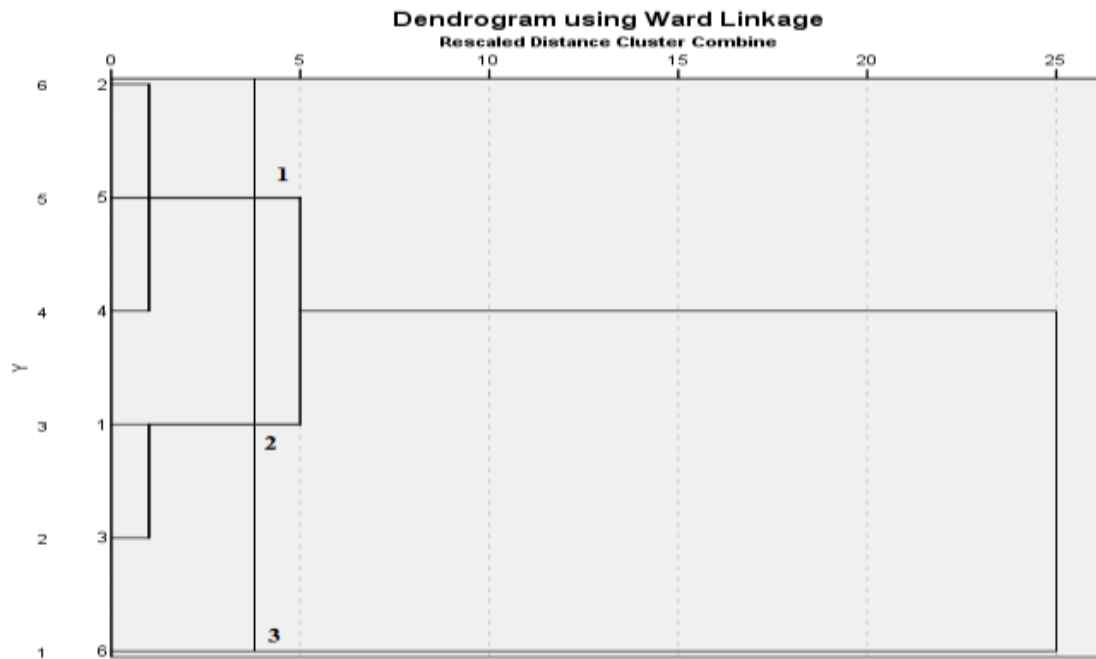 Dendrogram using Ward Linkage
Rescaled Distance Cluster Combine
0 5 10 15 20 25
6 2
1
5 5
4 4
Y
3 1
2
2 3
3
1 6